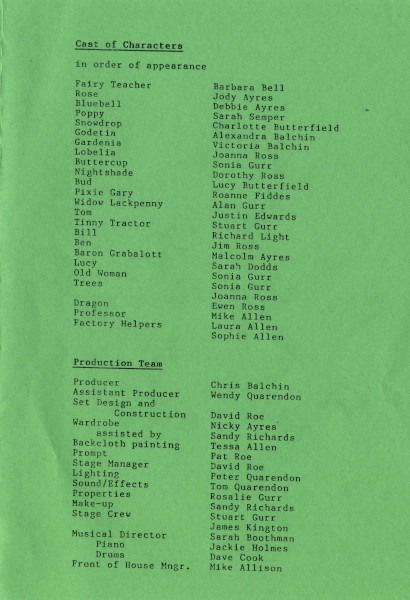 Cast of Characters
in order of appearance
Fairy Teacher Barbara Bell
Rose Jody Ayres
Bluebell Debbie Ayres
Poppy Sarah Semper
Snowdrop Charlotte Butterfield
Godetia Alexandra Balchin
Gardenia Victoria Balchin
Lobelia Joanna Ross
Buttercup Sonia Gurr
Nightshade Dorothy Ross
Bud Lucy Butterfield
Pixie Gary Roanne Fiddes
Widow Lackpenny Alan Gurr
Tom Justin Edwards
Tinny Tractor Stuart Gurr
Bill Richard Light
Ben Jim Ross
Baron Grabalott Malcolm Ayres
Lucy Sarah Dodds
Old Woman Sonia Gurr
Trees Sonia Gurr
Joanna Ross
Dragon Ewen Ross
Professor Mike Allen
Factory Helpers Laura Allen
Sophie Allen
Production Team
Producer Chris Balchin
Assistant Producer Wendy Quarendon
Set Design and
Construction David Roe
Wardrobe Nicky Ayres
assisted by Sandy Richards
Backcloth painting Tessa Allen
Prompt Pat Roe
Stage Manager David Roe
Lighting Peter Quarendon
Sound/Effects Tom Quarendon
Properties Rosalie Gurr
Make-up Sandy Richards
Stage Crew Stuart Gurr
James Kington
Musical Director Sarah Boothman
Piano Jackie Holmes
Drums Dave Cook
Front of House Mngr. Mike Allison